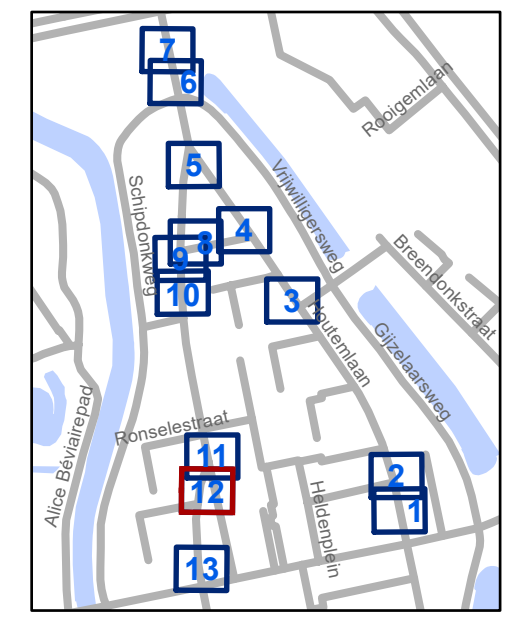 7
6
Rooigemlaan
5
Vrijwilligersweg
Schipdonkweg
4
8
9
Breendonkstraat
10
3
Houtemlaan
Gijzelaarsweg
Alice Béviairepad
Ronselestraat
11
2
12
Heldenplein
1
13